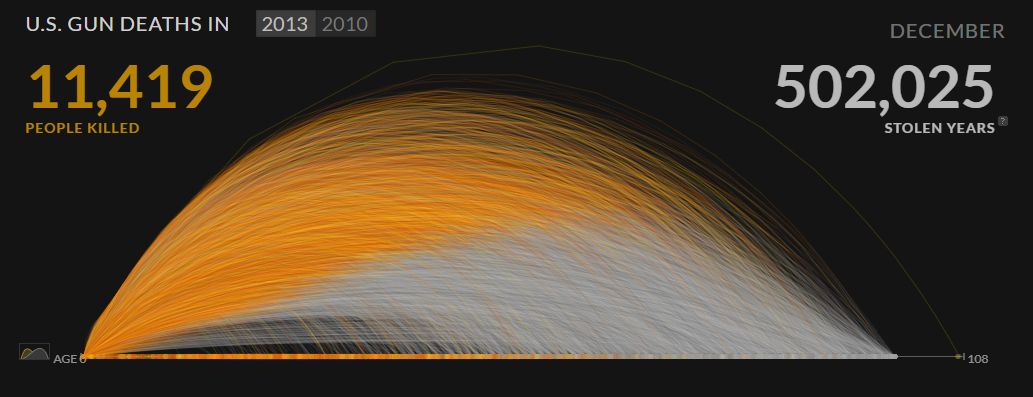 U.S. GUN DEATHS IN 2013 2010
DECEMBER
11,419
PEOPLE KILLED
502,025
STOLEN YEARS ?
AGE 0
108